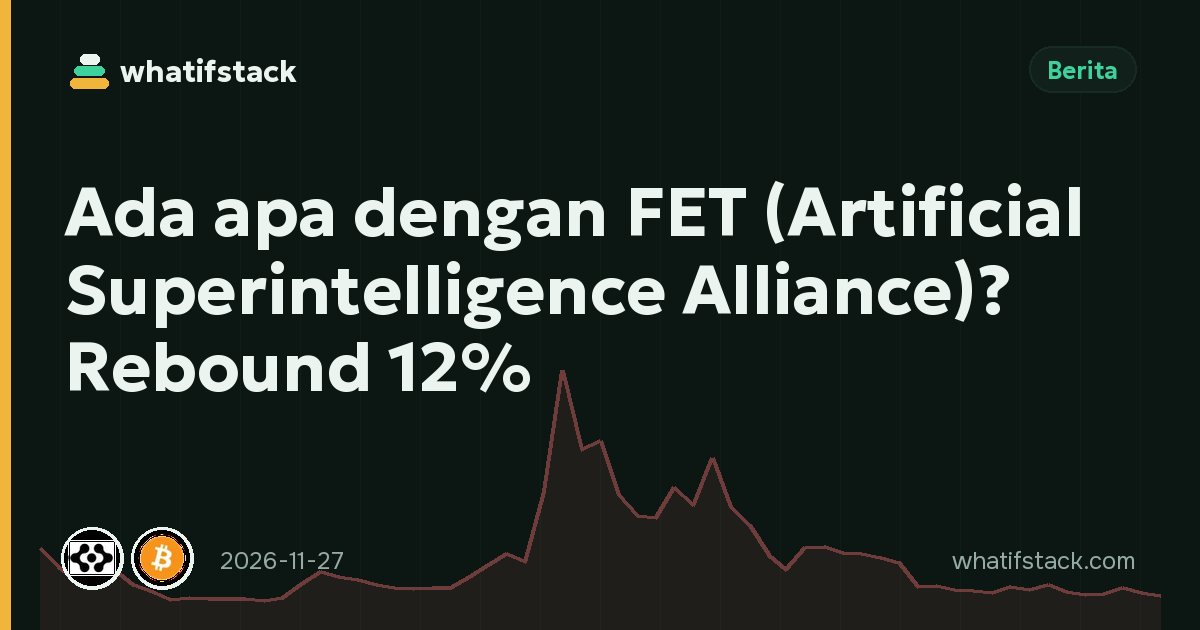 whatifstack
Berita
Ada apa dengan FET (Artificial
Superintelligence Alliance)?
Rebound 12%
2026-11-27
whatifstack.com